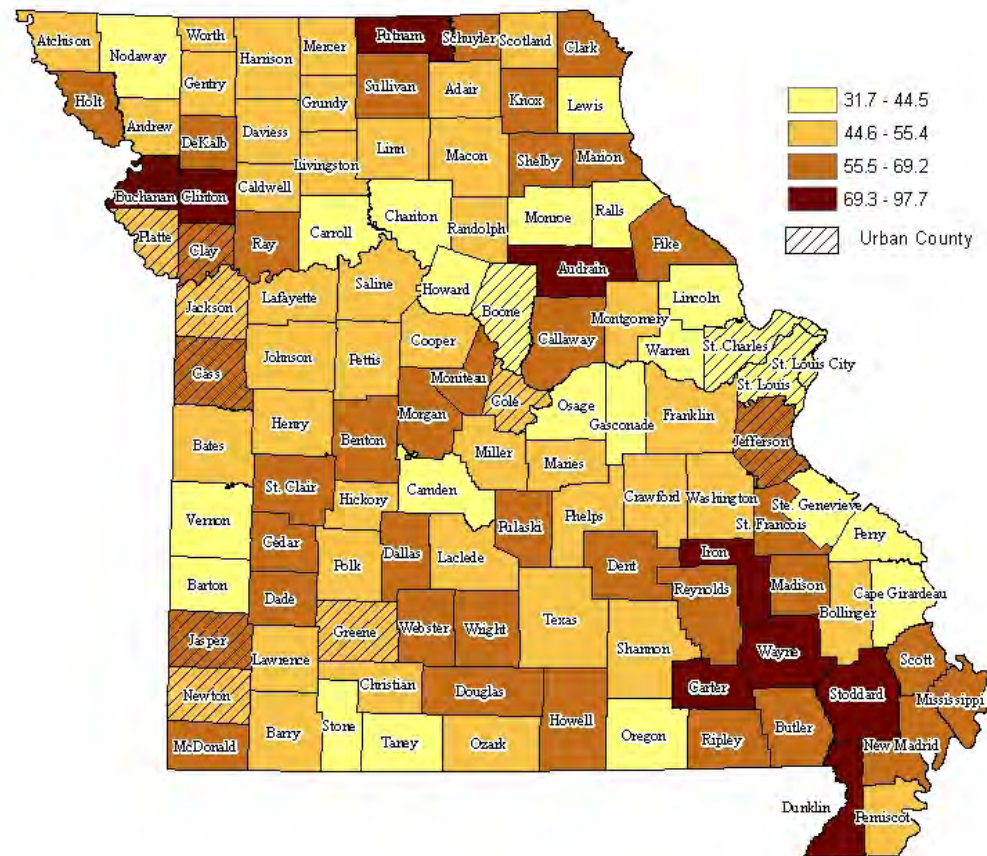 Atchison
Nodaway
Worth
Harrison
Mercer
Putnam
Schuyler
Scotland
Clark
Holt
Gentry
Grundy
Sullivan
Adair
Knox
Lewis
Andrew
DeKalb
Daviess
Livingston
Linn
Macon
Shelby
Marion
Buchanan
Clinton
Caldwell
Chariton
Randolph
Monroe
Ralls
Platte
Clay
Ray
Carroll
Pike
Audrain
Jackson
Lafayette
Saline
Howard
Boone
Callaway
Montgomery
Lincoln
Warren
St. Charles
St. Louis City
St. Louis
Cass
Johnson
Pettis
Cooper
Moniteau
Morgan
Cole
Osage
Gasconade
Franklin
Jefferson
Bates
Henry
Benton
Miller
Maries
Crawford
Washington
Ste. Genevieve
St. Francois
Perry
Vernon
St. Clair
Hickory
Camden
Pulaski
Phelps
Cedar
Polk
Dallas
Laclede
Dent
Iron
Reynolds
Madison
Bollinger
Cape Girardeau
Barton
Dade
Jasper
Lawrence
Greene
Webster
Wright
Texas
Shannon
Wayne
Carter
Stoddard
Scott
Mississippi
Newton
Christian
Douglas
Howell
Oregon
Ripley
Butler
New Madrid
McDonald
Barry
Stone
Taney
Ozark
Dunklin
Pemiscot
31.7 - 44.5
44.6 - 55.4
55.5 - 69.2
69.3 - 97.7
Urban County